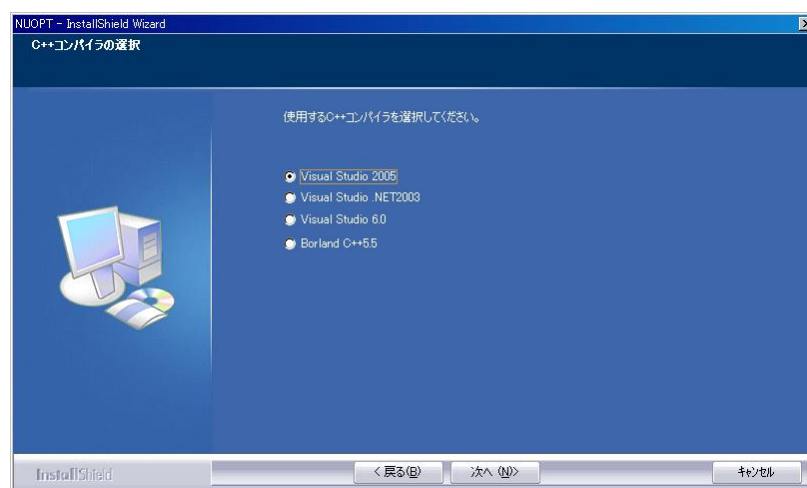 NUOPT - InstallShield Wizard
C++コンパイラの選択
使用するC++コンパイラを選択してください。
Visual Studio 2005
Visual Studio .NET2003
Visual Studio 6.0
Borland C++5.5
InstallShield
< 戻る(B)
次へ (N)>
キャンセル